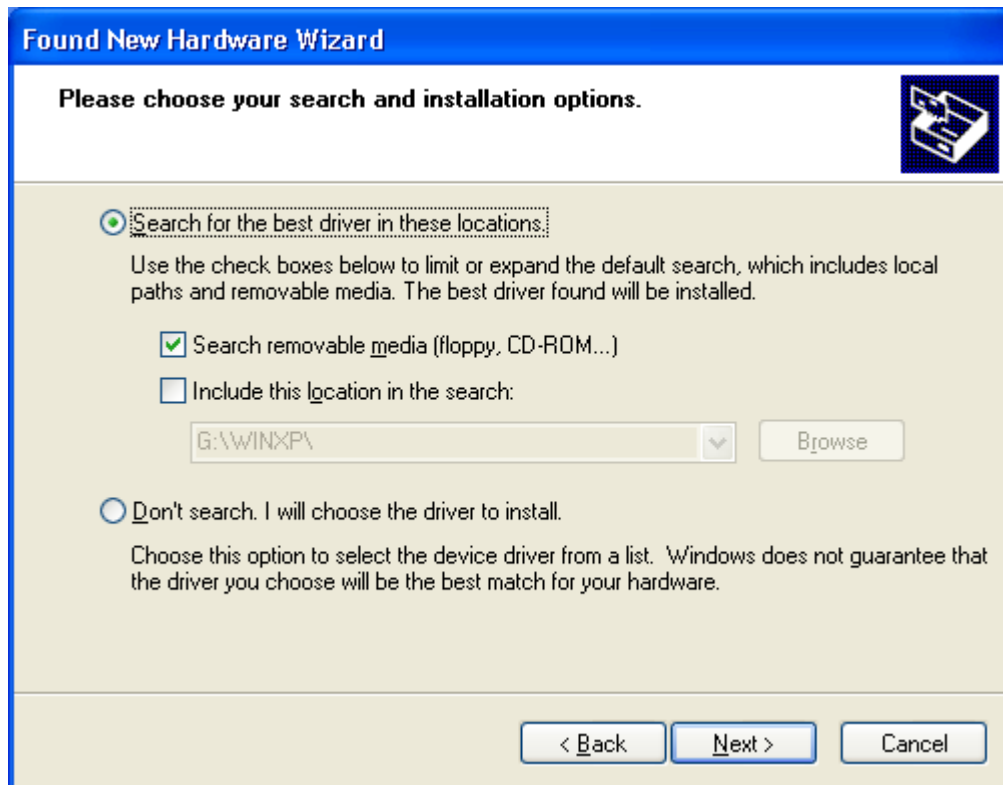 Found New Hardware Wizard
Please choose your search and installation options.
Search for the best driver in these locations.
Use the check boxes below to limit or expand the default search, which includes local
paths and removable media. The best driver found will be installed.
Search removable media (floppy, CD-ROM...)
Include this location in the search:
G:\WINXP\
Browse
Don't search. I will choose the driver to install.
Choose this option to select the device driver from a list.  Windows does not guarantee that
the driver you choose will be the best match for your hardware.
< Back Next > Cancel